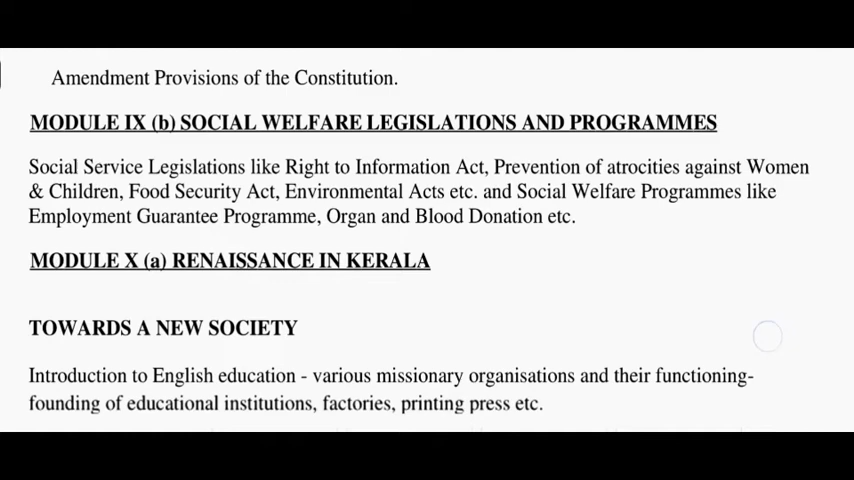 Amendment Provisions of the Constitution.
MODULE IX (b) SOCIAL WELFARE LEGISLATIONS AND PROGRAMMES
Social Service Legislations like Right to Information Act, Prevention of atrocities against Women
& Children, Food Security Act, Environmental Acts etc. and Social Welfare Programmes like
Employment Guarantee Programme, Organ and Blood Donation etc.
MODULE X (a) RENAISSANCE IN KERALA
TOWARDS A NEW SOCIETY
Introduction to English education - various missionary organisations and their functioning-
founding of educational institutions, factories, printing press etc.